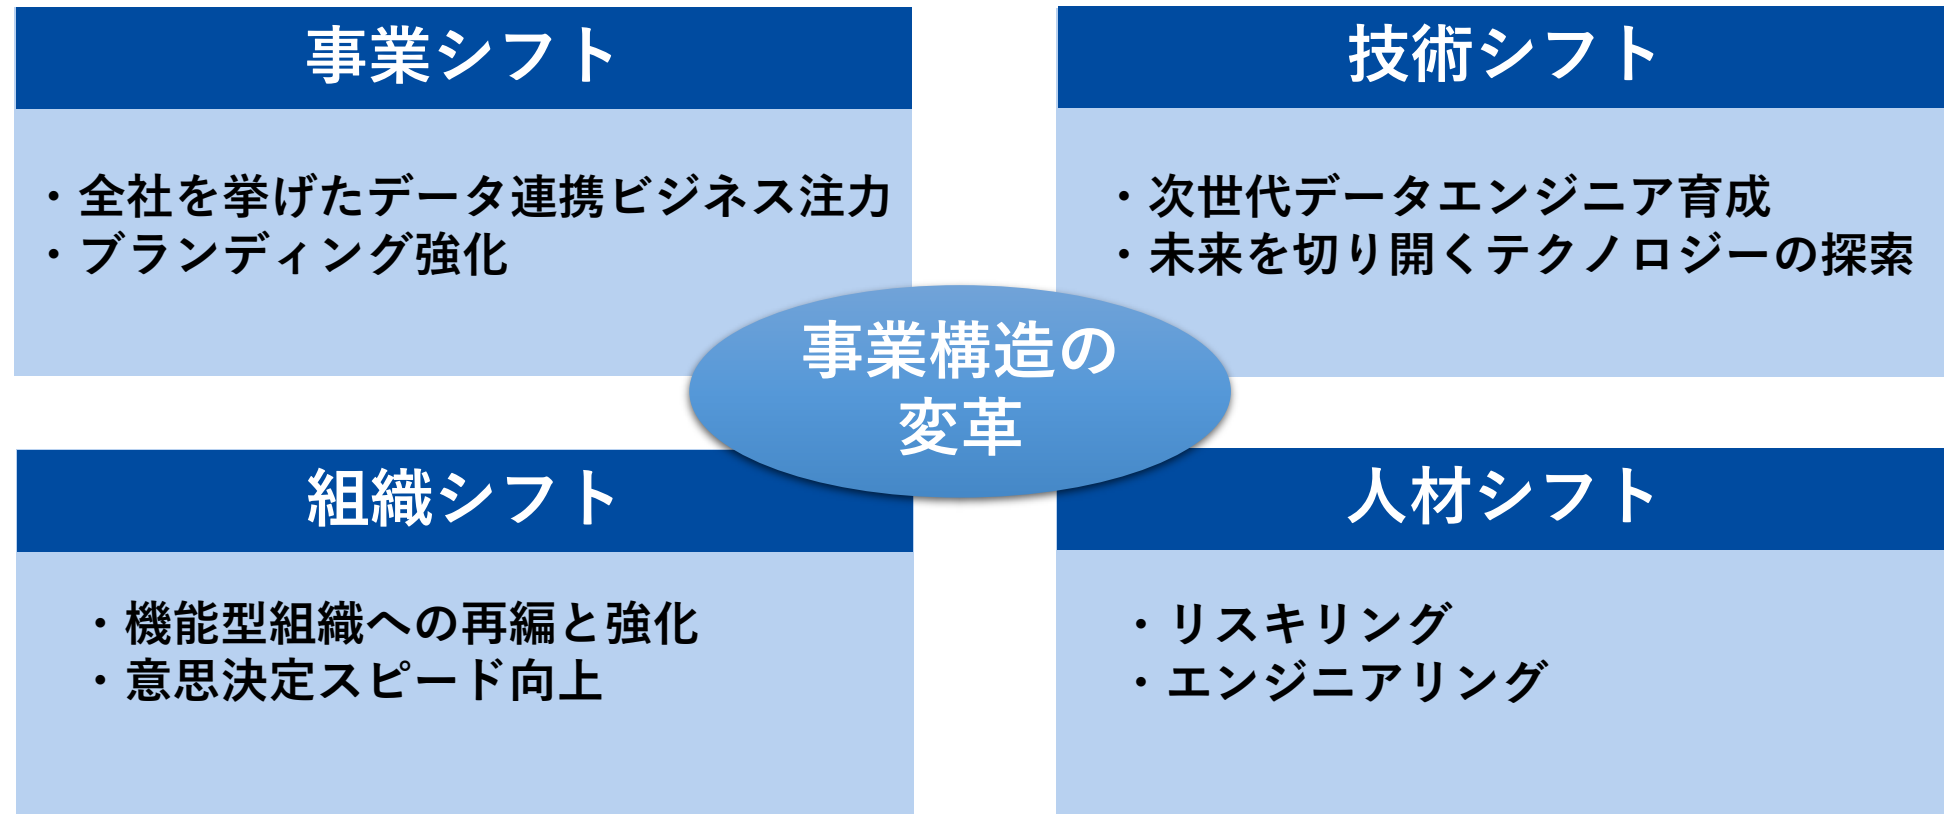 事業シフト
・全社を挙げたデータ連携ビジネス注力
・ブランディング強化
技術シフト
・次世代データエンジニア育成
・未来を切り開くテクノロジーの探索
事業構造の
変革
組織シフト
・機能型組織への再編と強化
・意思決定スピード向上
人材シフト
・リスキリング
・エンジニアリング